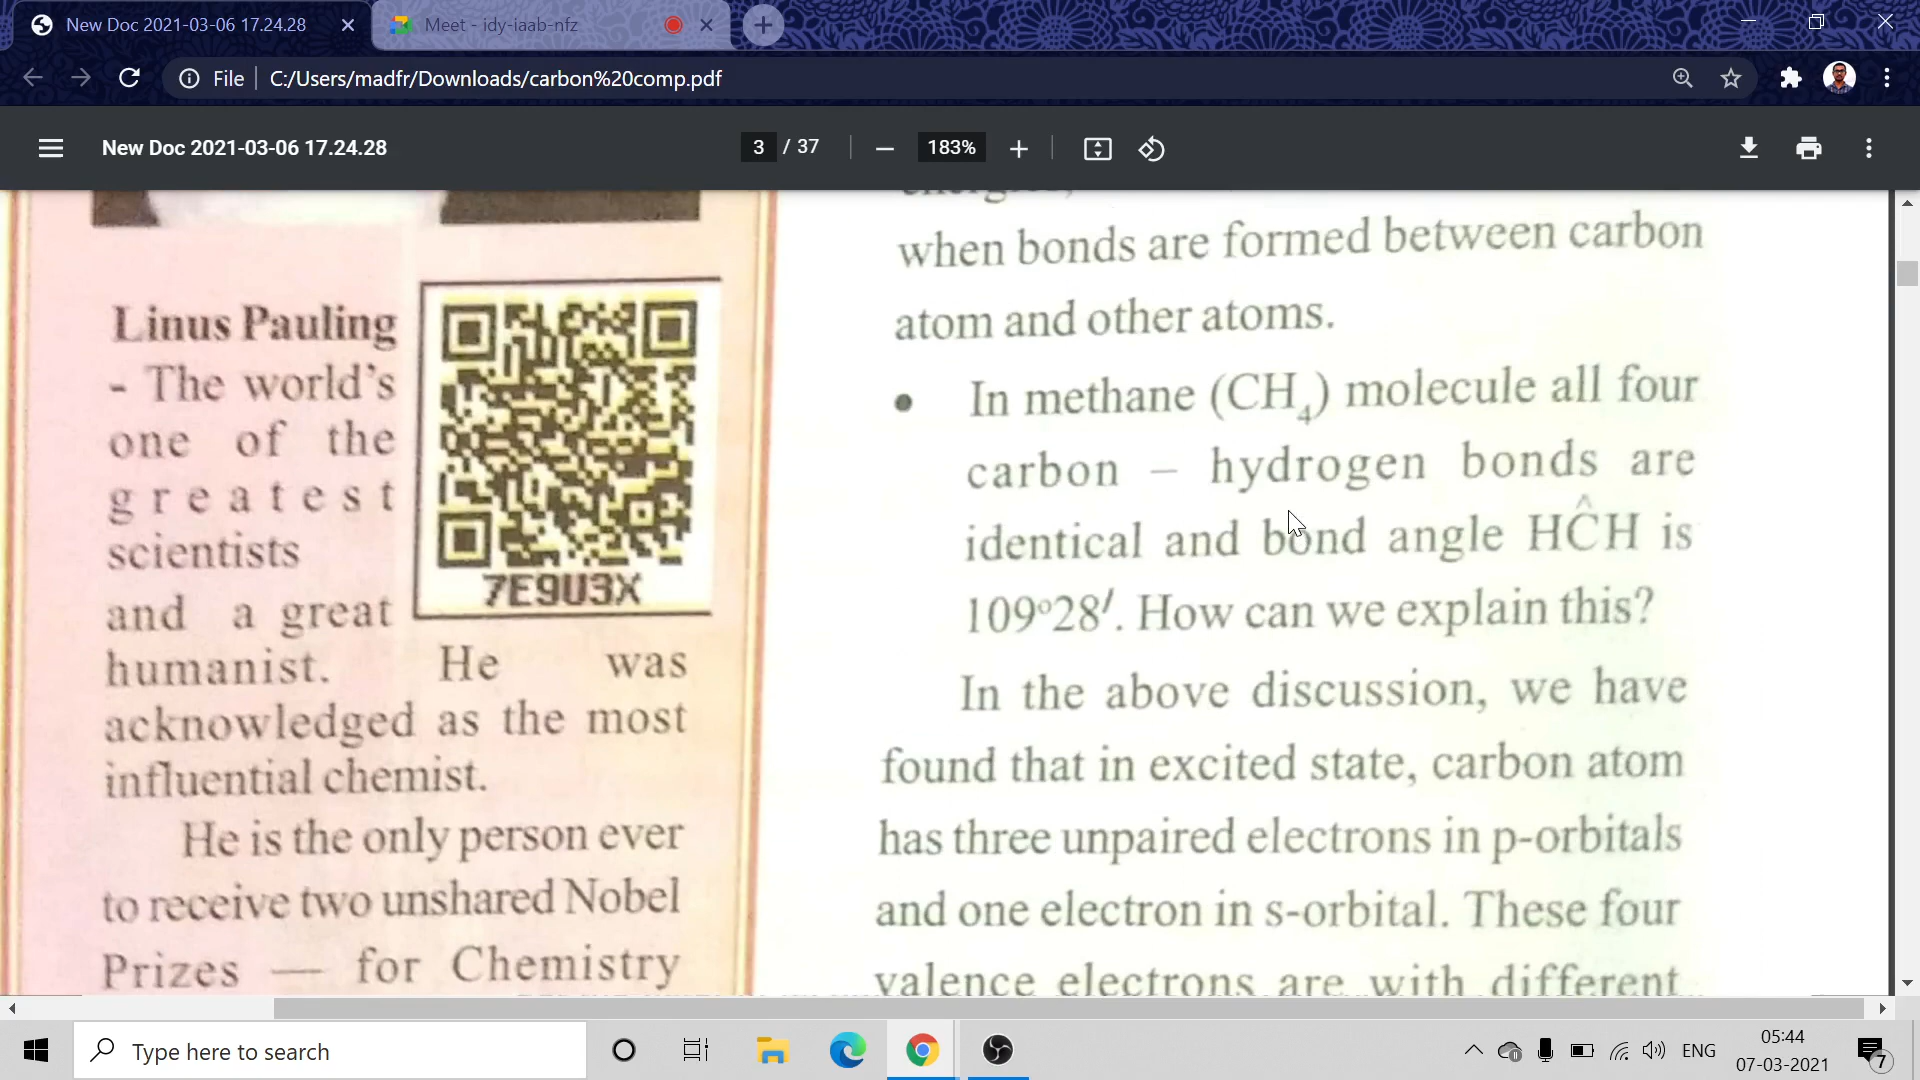 New Doc 2021-03-06 17.24.28
Meet - idy-iaab-nfz
File
C:/Users/madfr/Downloads/carbon%20comp.pdf
New Doc 2021-03-06 17.24.28
3 / 37
183%
Linus Pauling
- The world's
one of the
greatest
scientists
and a great
humanist. He was
acknowledged as the most
influential chemist.
He is the only person ever
to receive two unshared Nobel
Prizes — for Chemistry
7E9U3X
when bonds are formed between carbon
atom and other atoms.
• In methane (CH₄) molecule all four
carbon – hydrogen bonds are
identical and bond angle HĈH is
109°28′. How can we explain this?
In the above discussion, we have
found that in excited state, carbon atom
has three unpaired electrons in p-orbitals
and one electron in s-orbital. These four
valence electrons are with different
Type here to search
ENG
05:44
07-03-2021
7